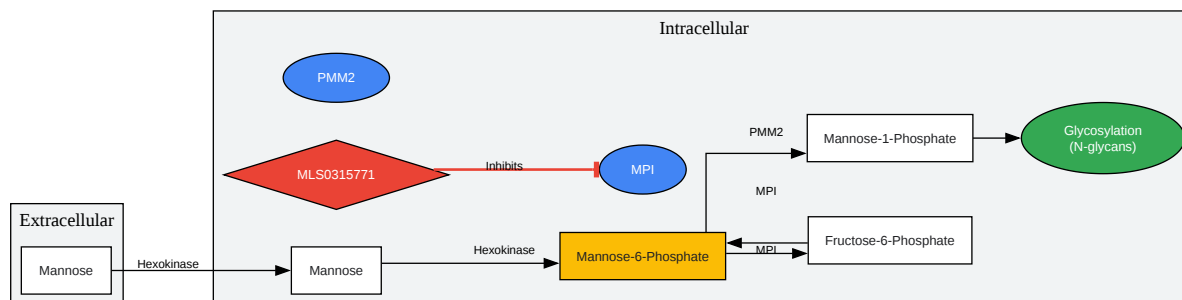 Intracellular
PMM2
PMM2
Mannose-1-Phosphate
Glycosylation
(N-glycans)
MLS0315771
Inhibits
MPI
MPI
Extracellular
Mannose
Hexokinase
Mannose
Hexokinase
Mannose-6-Phosphate
MPI
Fructose-6-Phosphate